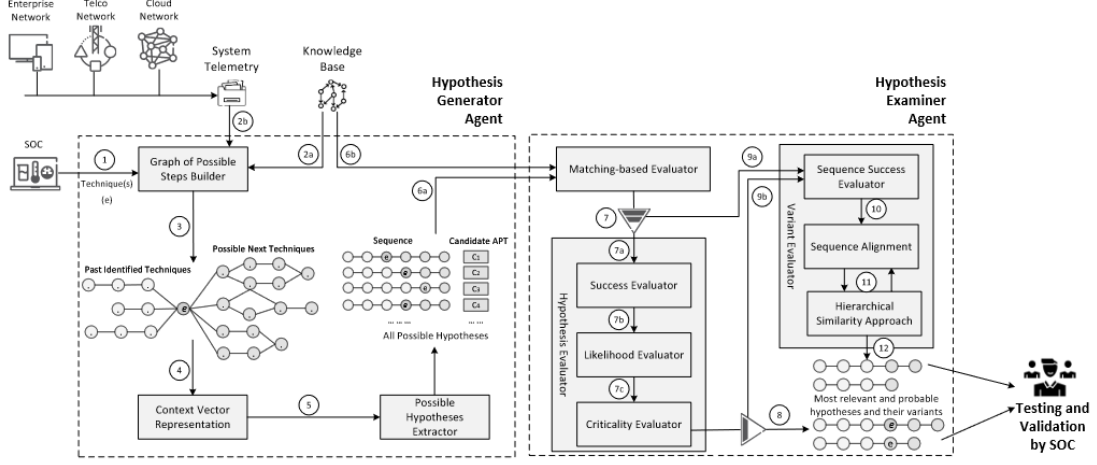 Enterprise
Network
Telco
Network
Cloud
Network
System
Telemetry
Knowledge
Base
Hypothesis
Generator
Agent
Hypothesis
Examiner
Agent
SOC
1
Technique(s)
(e)
2b
2a
6b
6a
Graph of Possible
Steps Builder
3
Past Identified Techniques
Possible Next Techniques
e
4
Context Vector
Representation
5
Possible
Hypotheses
Extractor
Sequence
Candidate APT
e
C1
e
C2
e
C3
e
C4
... ...
... ...
All Possible Hypotheses
Matching-based Evaluator
7
7a
Success Evaluator
7b
Likelihood Evaluator
7c
Criticality Evaluator
Hypothesis Evaluator
8
9a
9b
Sequence Success
Evaluator
10
Sequence Alignment
11
Hierarchical
Similarity Approach
Variant Evaluator
12
Most relevant and probable
hypotheses and their variants
e
e
Testing and
Validation
by SOC